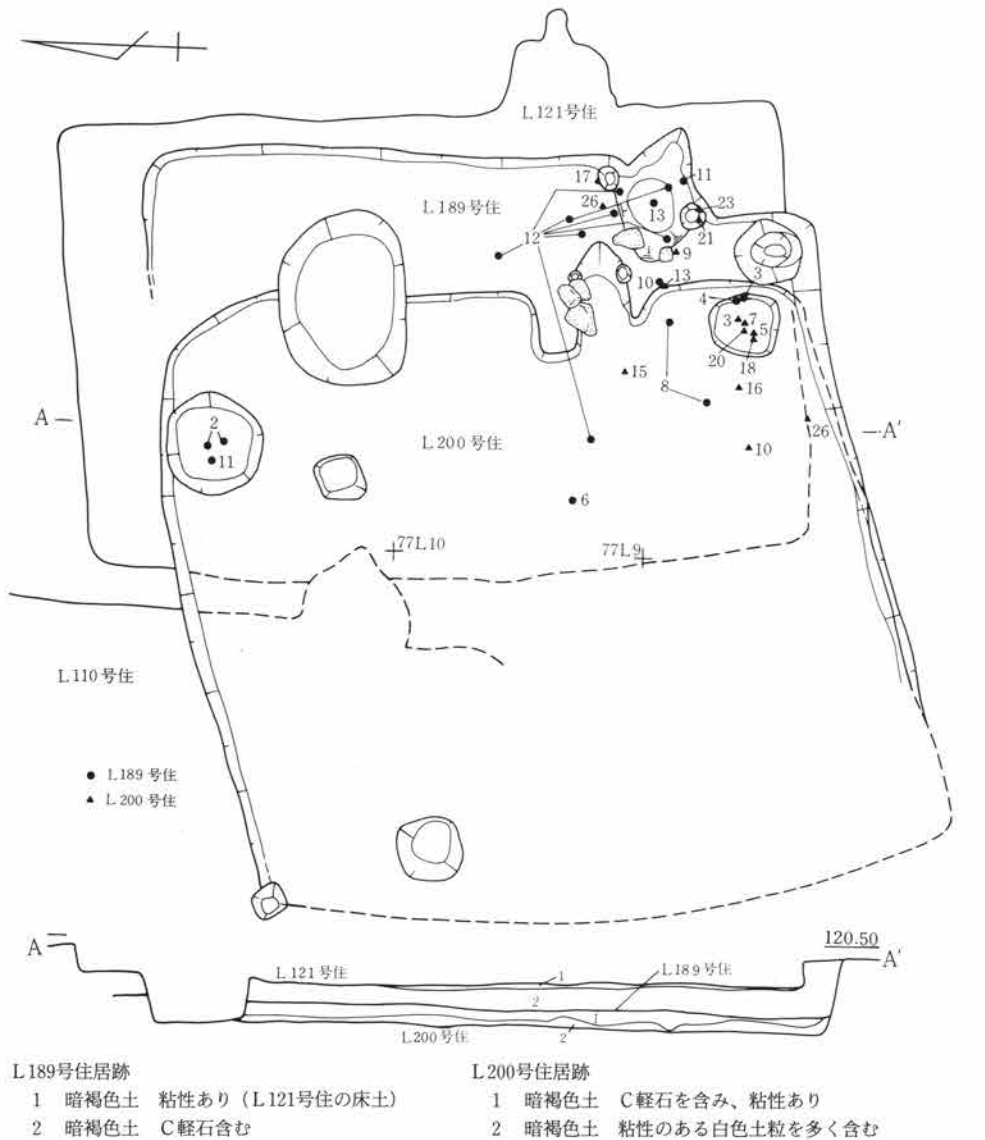 L121号住
17
11
26
L189号住
13
23
21
12
9
3
10
13
4
3
7
5
20
18
15
8
16
A
A'
2
L200号住
26
10
11
6
77L10
77L9
L110号住
● L189号住
▲ L200号住
120.50
A
A'
L121号住
1
L189号住
2
1
L200号住
2
L189号住居跡
1 暗褐色土 粘性あり(L121号住の床土)
2 暗褐色土 C軽石含む
L200号住居跡
1 暗褐色土 C軽石を含み、粘性あり
2 暗褐色土 粘性のある白色土粒を多く含む